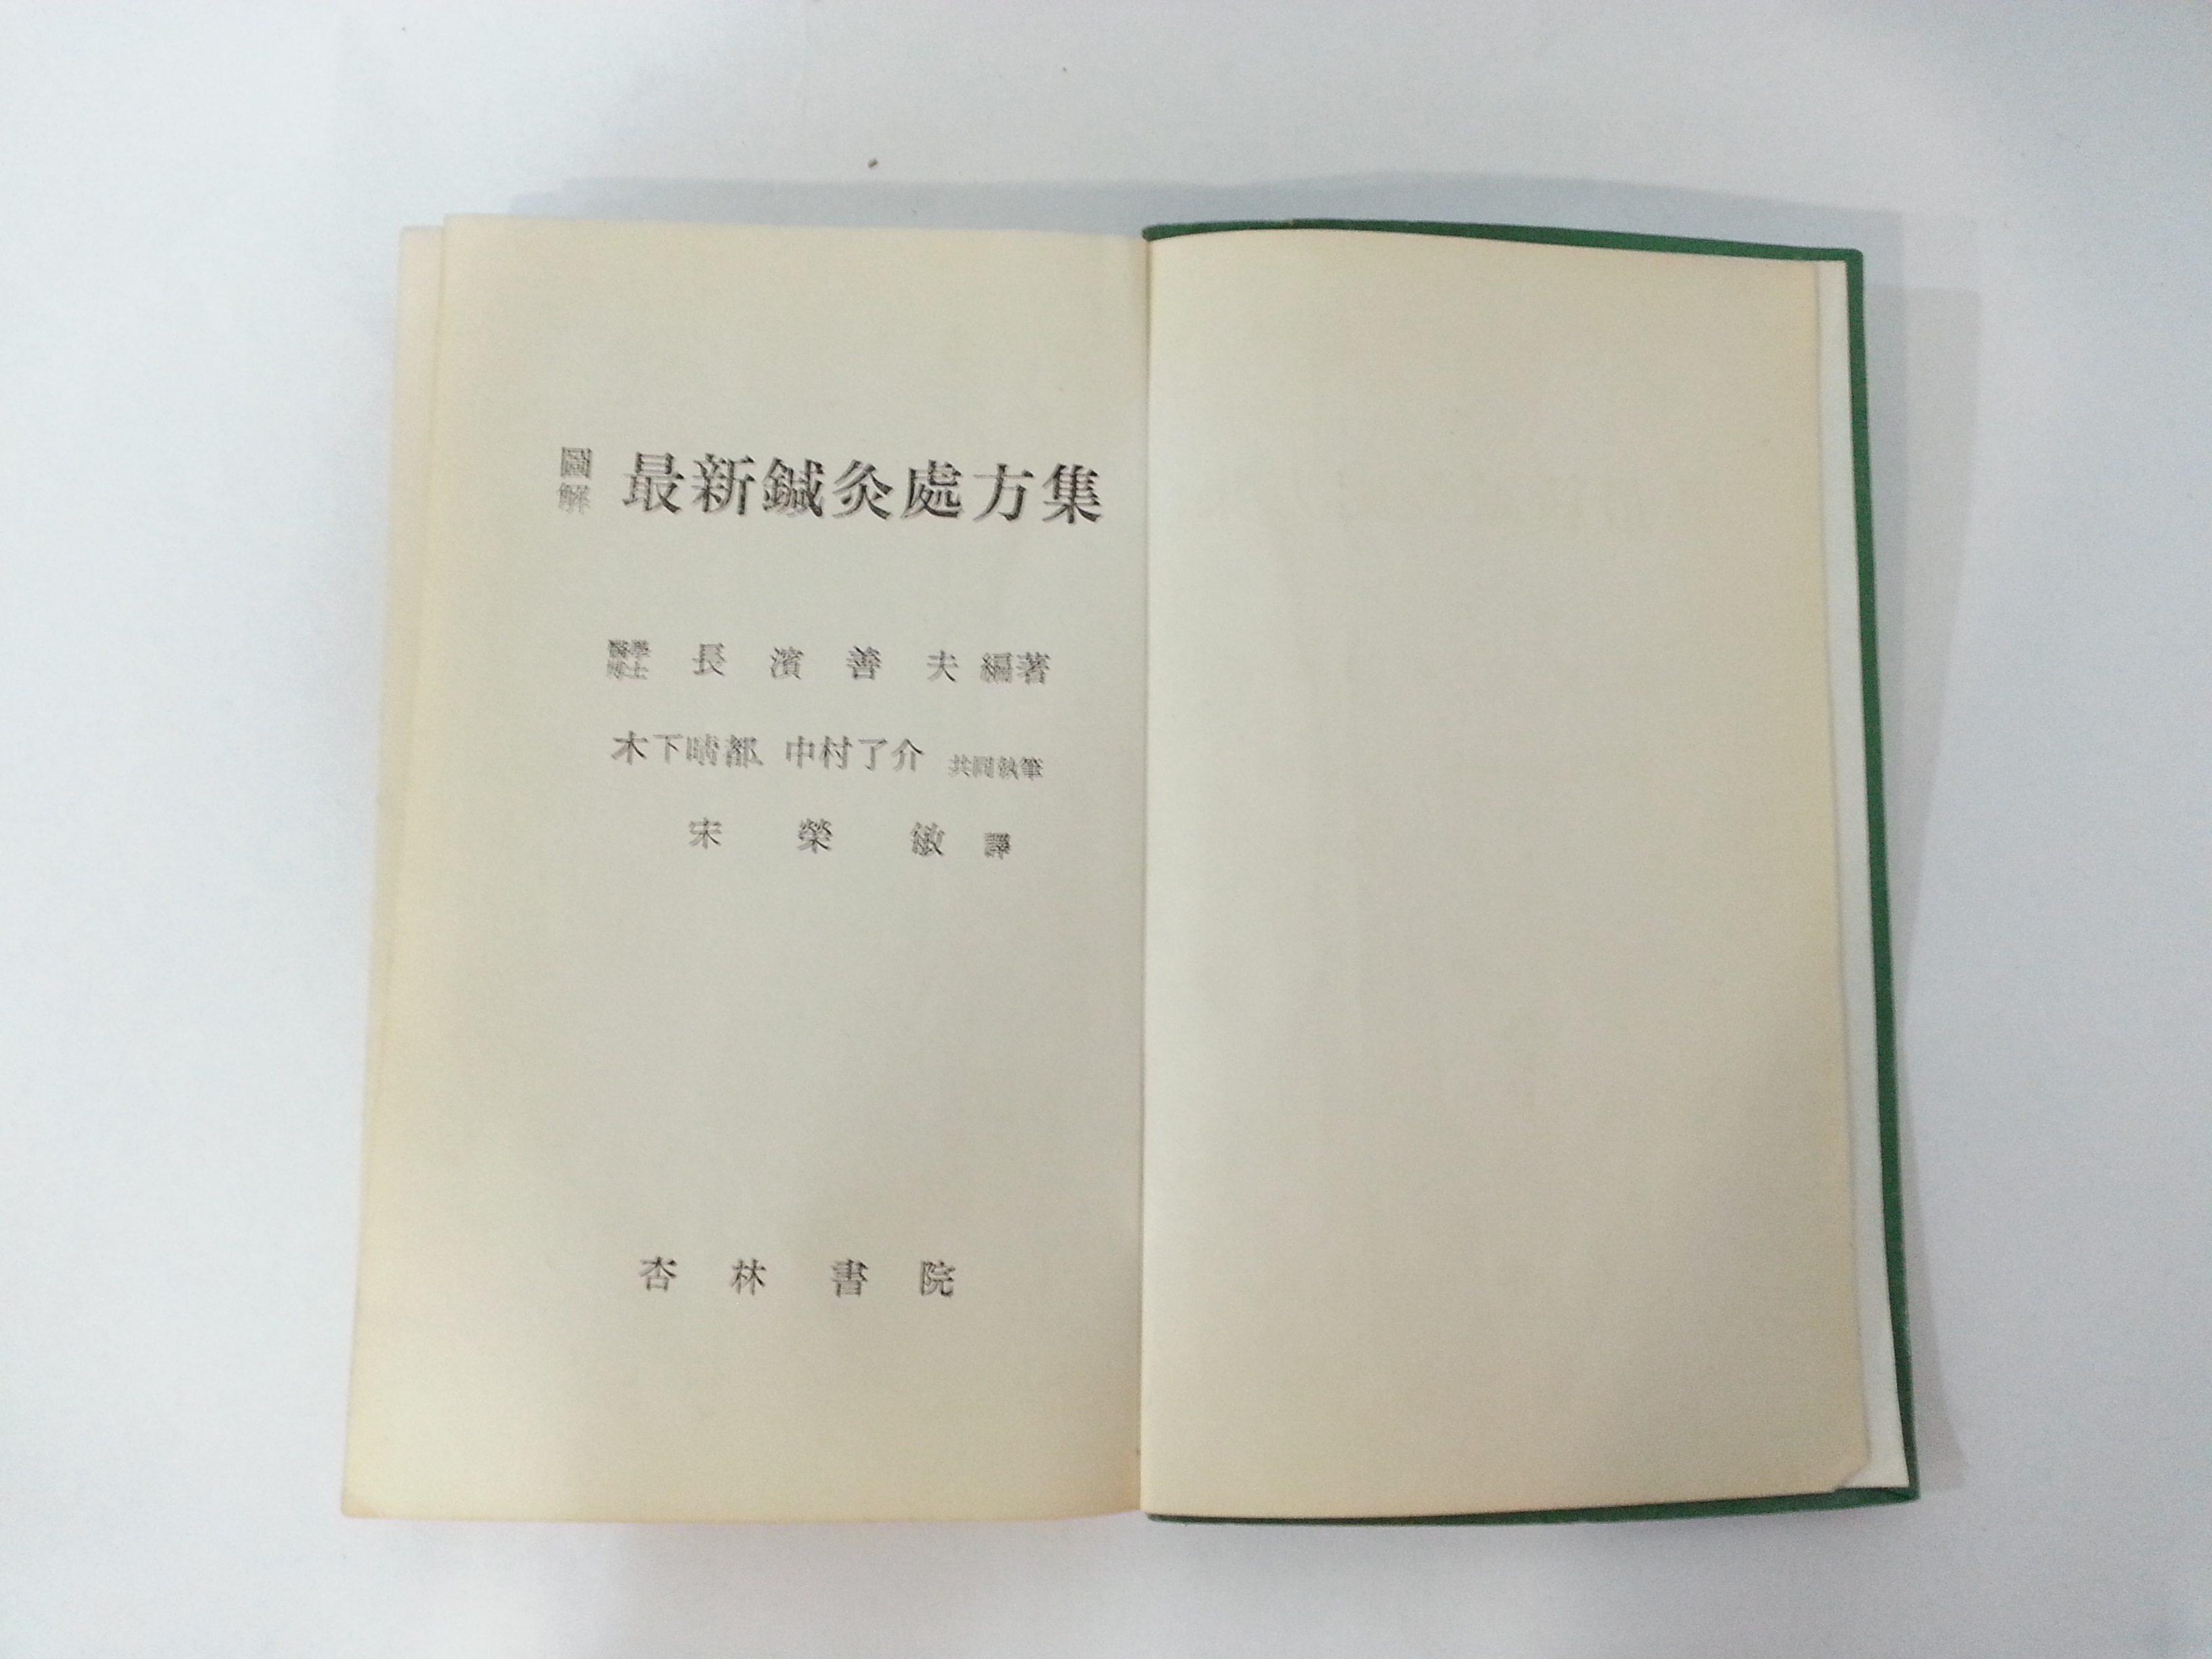 圖解 最新鍼灸處方集
醫學博士 長濱善夫 編著
木下晴都 中村了介 共同執筆
宋榮敏 譯
杏林書院